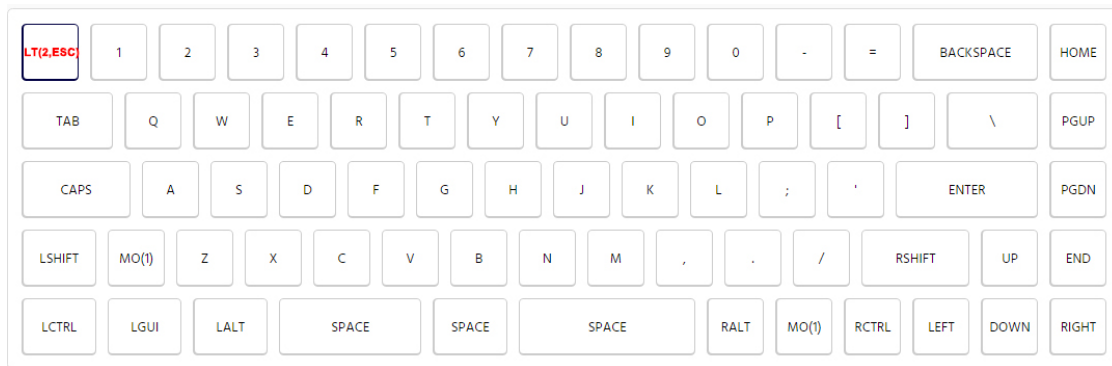 LT(2,ESC) 1 2 3 4 5 6 7 8 9 0 - = BACKSPACE HOME
TAB Q W E R T Y U I O P [ ] \ PGUP
CAPS A S D F G H J K L ; ' ENTER PGDN
LSHIFT MO(1) Z X C V B N M , . / RSHIFT UP END
LCTRL LGUI LALT SPACE SPACE SPACE RALT MO(1) RCTRL LEFT DOWN RIGHT